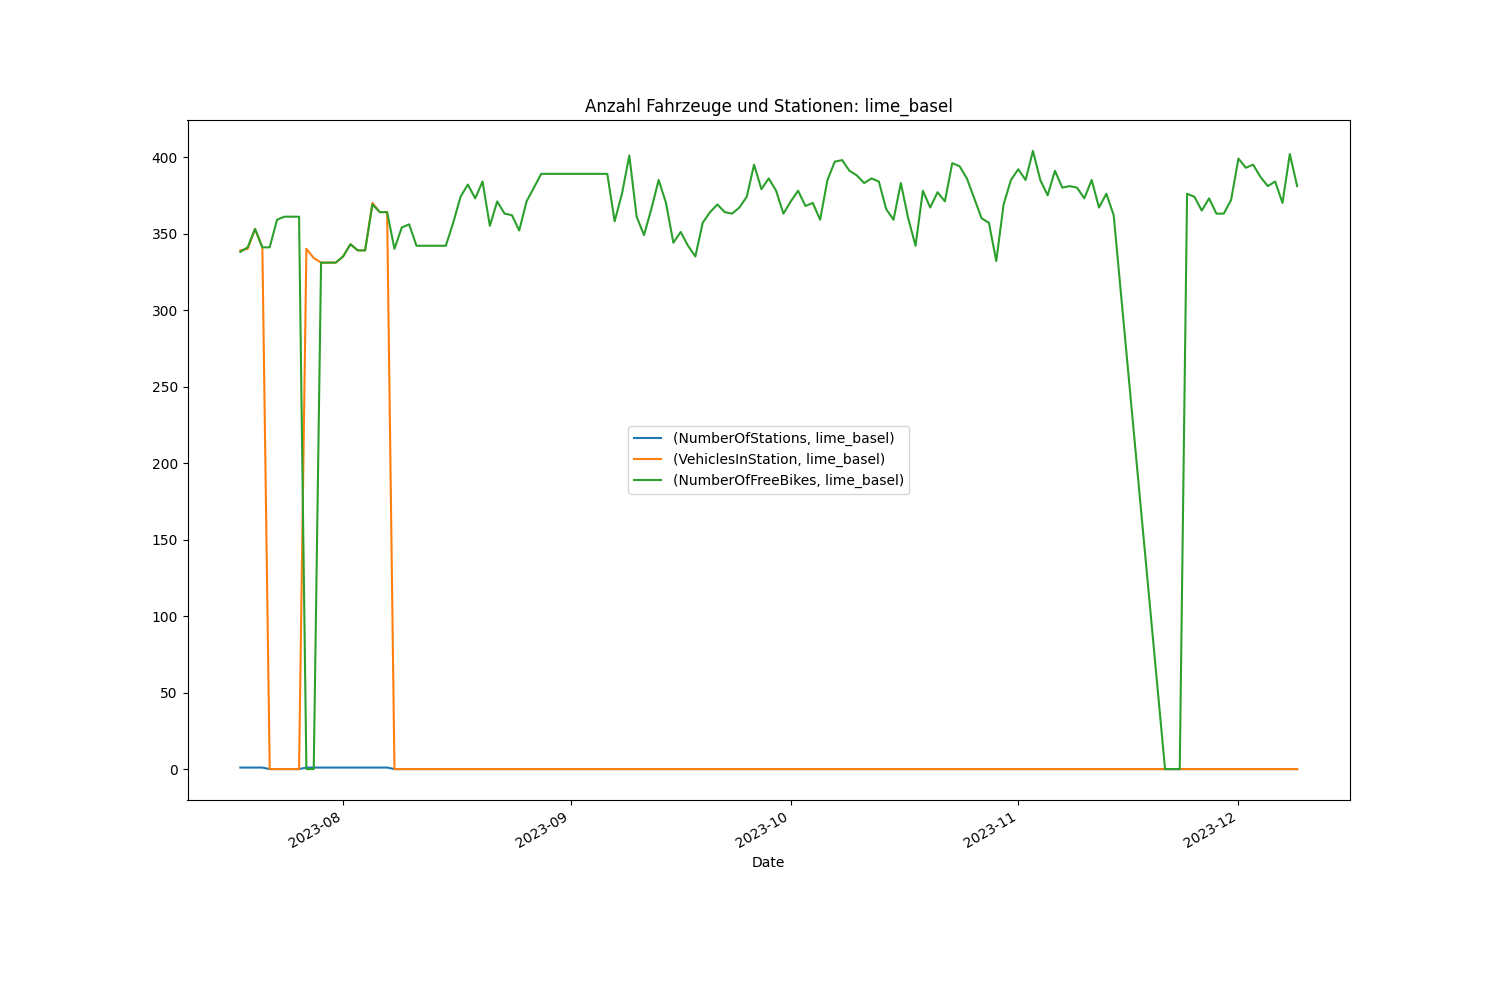 Anzahl Fahrzeuge und Stationen: lime_basel
400
350
300
250
200
150
100
50
0
(NumberOfStations, lime_basel)
(VehiclesInStation, lime_basel)
(NumberOfFreeBikes, lime_basel)
2023-08
2023-09
2023-10
2023-11
2023-12
Date